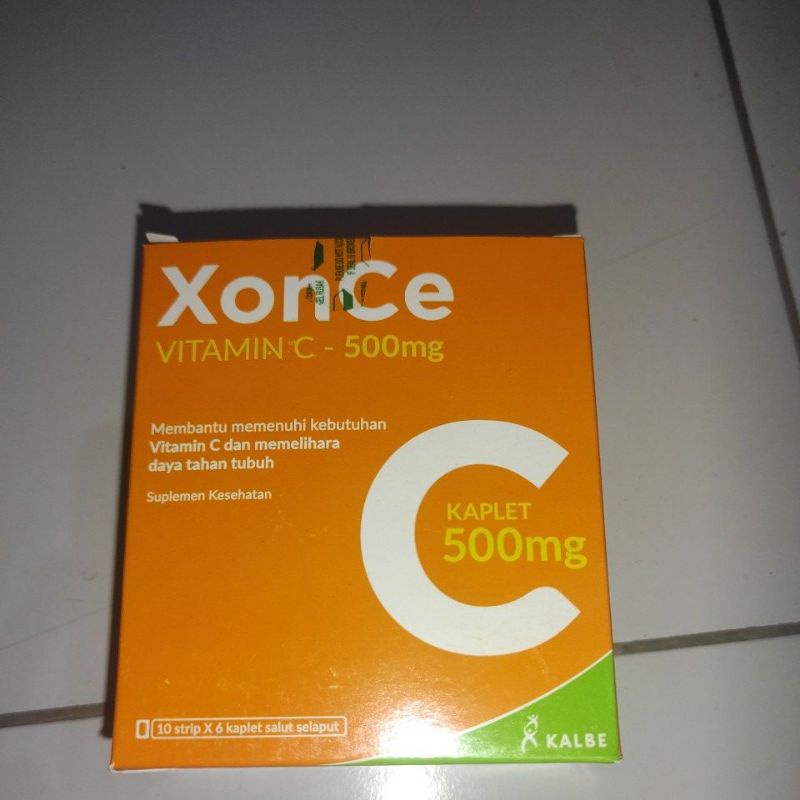 XonCe
VITAMIN C - 500mg
Membantu memenuhi kebutuhan
Vitamin C dan memelihara
daya tahan tubuh
Suplemen Kesehatan
C
KAPLET
500mg
10 strip X 6 kaplet salut selaput
KALBE